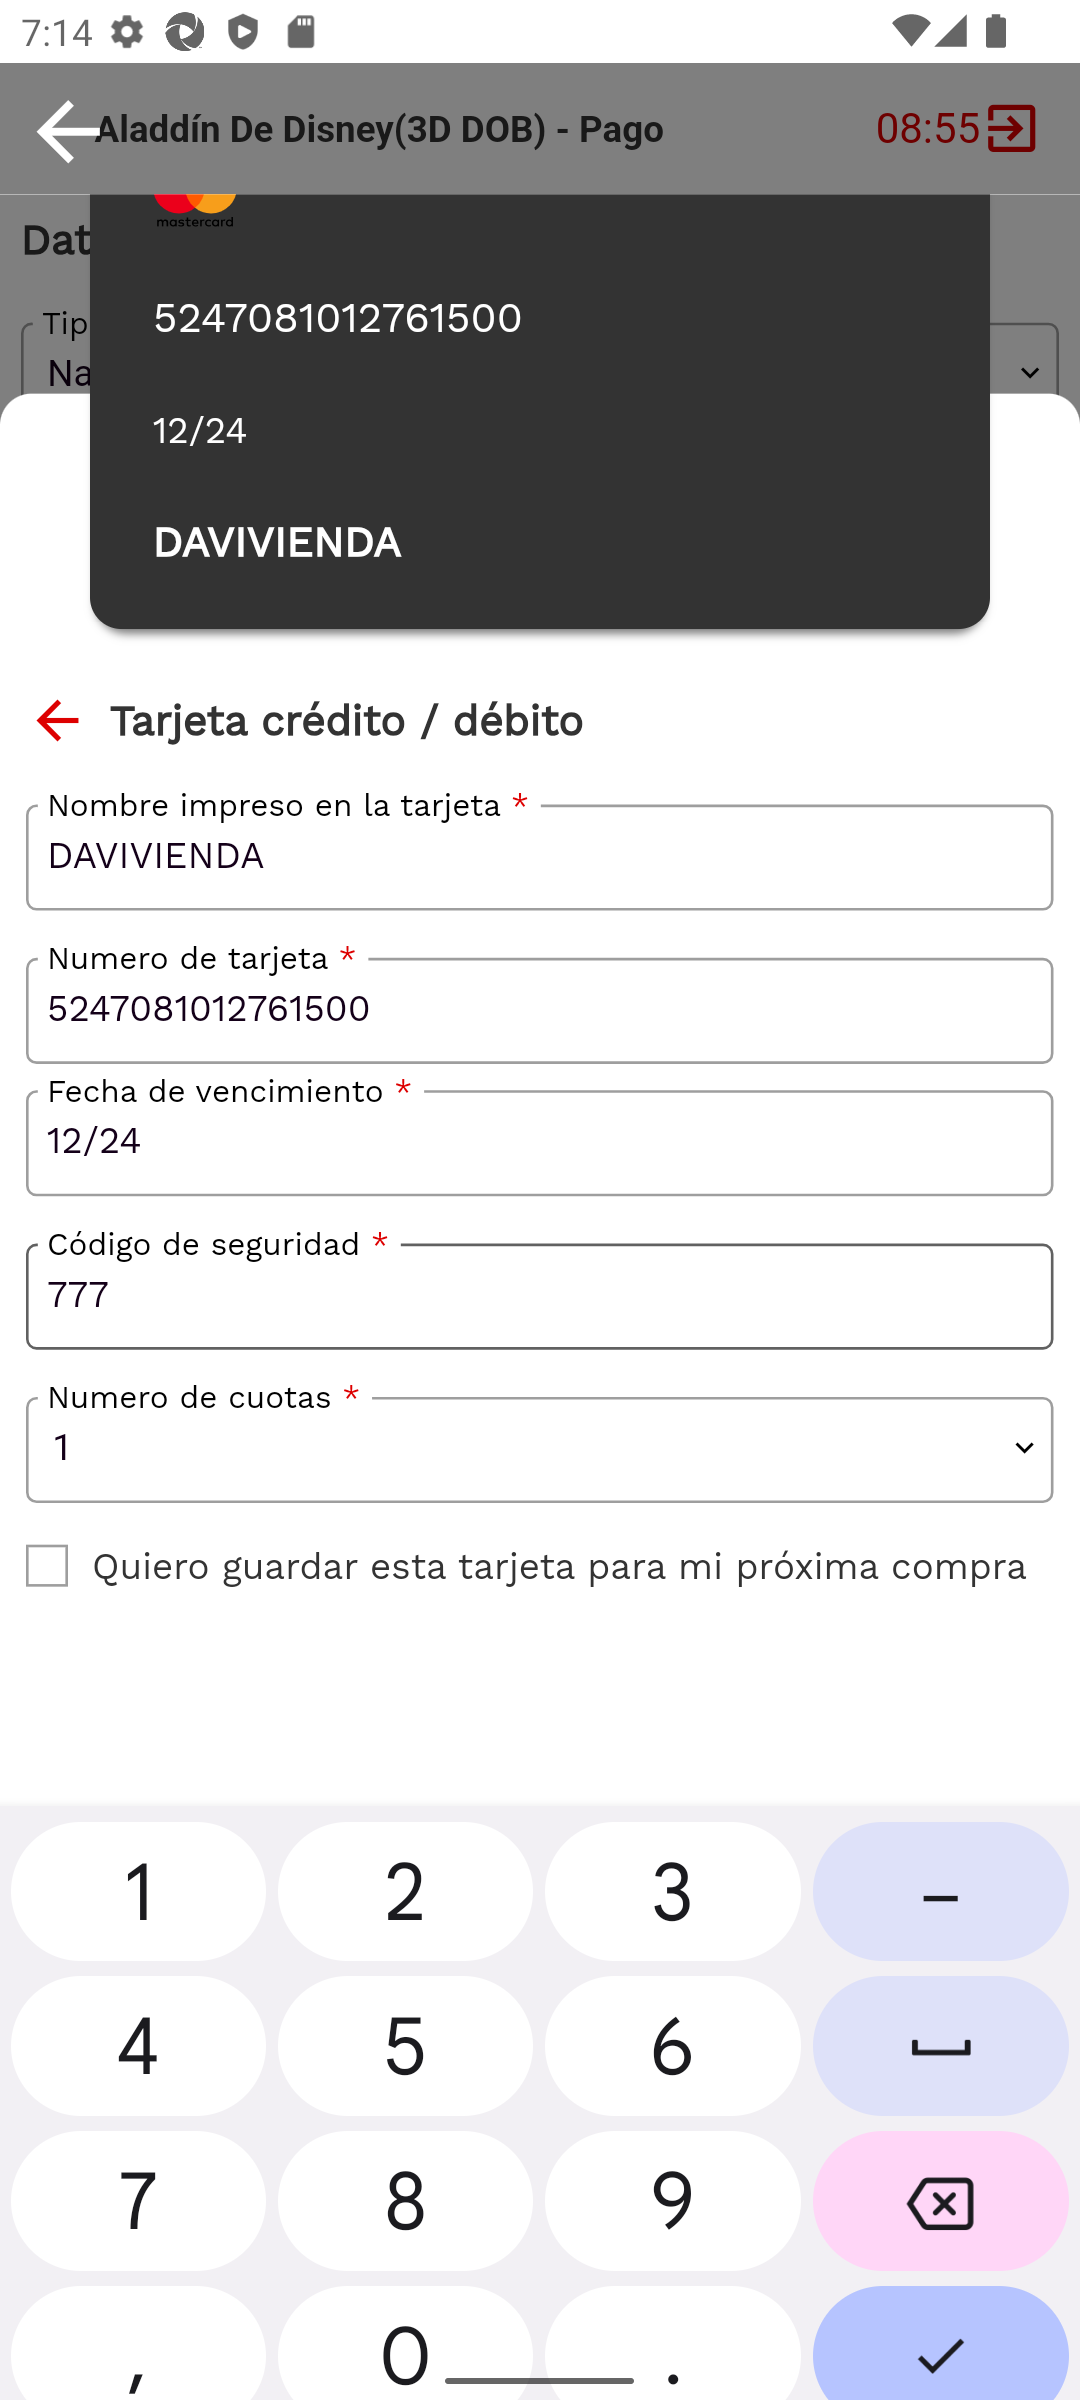 7:14
Aladdín De Disney(3D DOB) - Pago 08:55
mastercard
Dat
5247081012761500
Tip
Na
12/24
DAVIVIENDA
Tarjeta crédito / débito
Nombre impreso en la tarjeta *
DAVIVIENDA
Numero de tarjeta *
5247081012761500
Fecha de vencimiento *
12/24
Código de seguridad *
777
Numero de cuotas *
1
Quiero guardar esta tarjeta para mi próxima compra
1 2 3 –
4 5 6
7 8 9
, 0 .